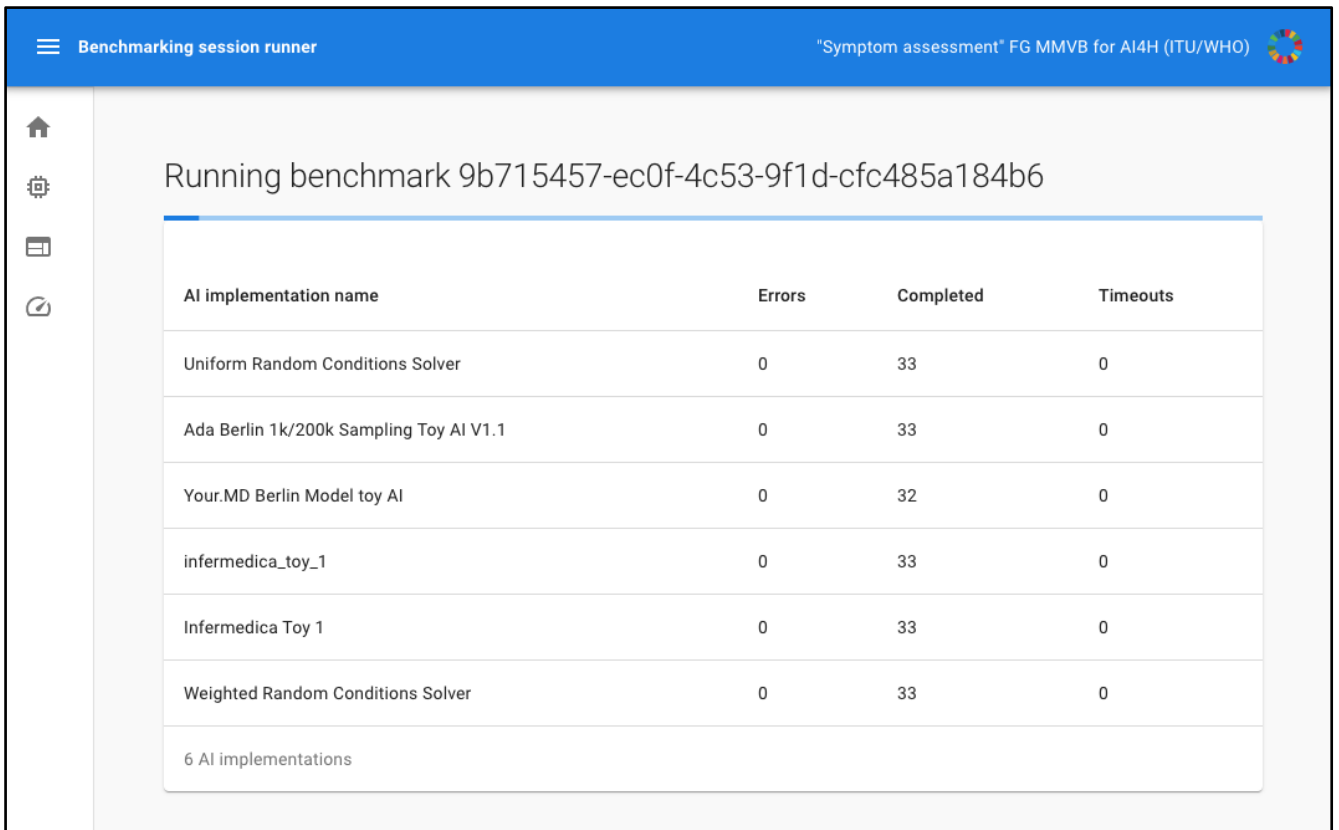 Benchmarking session runner "Symptom assessment" FG MMVB for AI4H (ITU/WHO)
Running benchmark 9b715457-ec0f-4c53-9f1d-cfc485a184b6
AI implementation name Errors Completed Timeouts
Uniform Random Conditions Solver 0 33 0
Ada Berlin 1k/200k Sampling Toy AI V1.1 0 33 0
Your.MD Berlin Model toy AI 0 32 0
infermedica_toy_1 0 33 0
Infermedica Toy 1 0 33 0
Weighted Random Conditions Solver 0 33 0
6 AI implementations